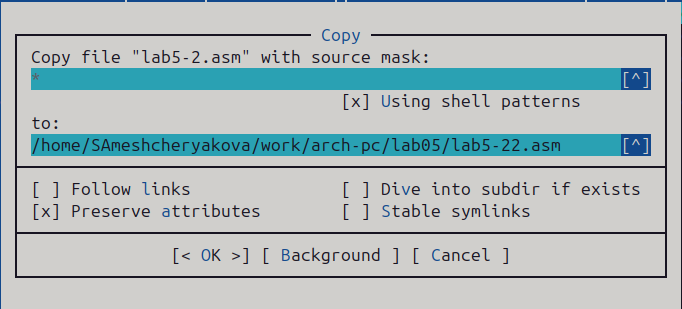 Copy
Copy file "lab5-2.asm" with source mask:
* [^]
[x] Using shell patterns
to:
/home/SAmeshcheryakova/work/arch-pc/lab05/lab5-22.asm [^]
[ ] Follow links [ ] Dive into subdir if exists
[x] Preserve attributes [ ] Stable symlinks
[< OK >] [ Background ] [ Cancel ]